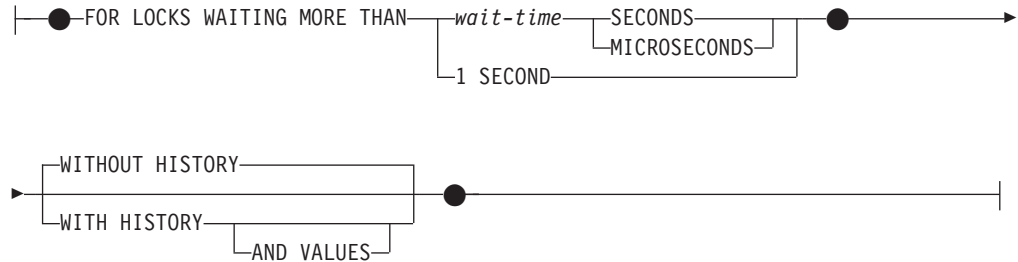 FOR LOCKS WAITING MORE THAN wait-time SECONDS
MICROSECONDS
1 SECOND
WITHOUT HISTORY
WITH HISTORY
AND VALUES